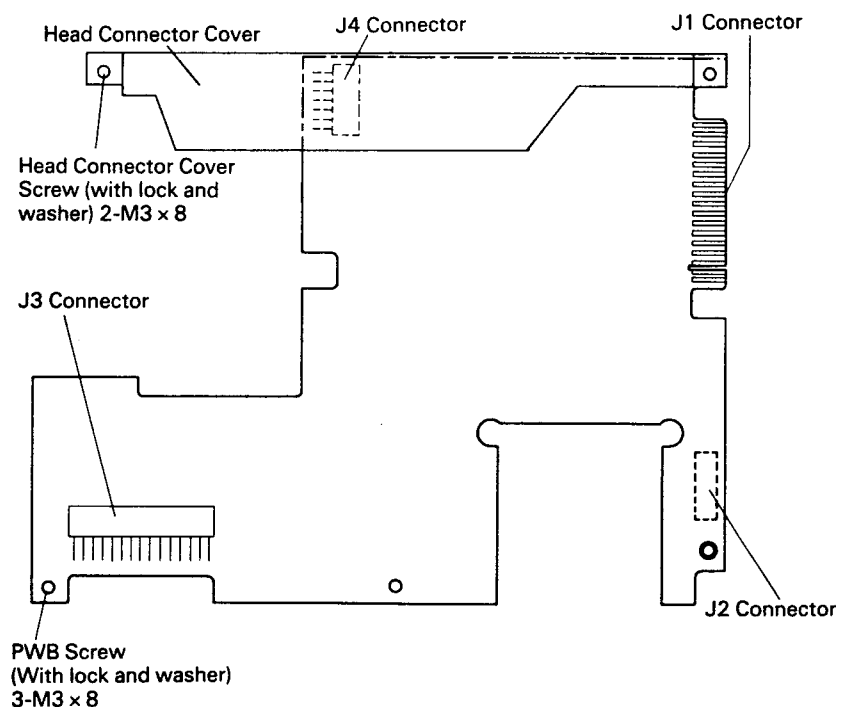 Head Connector Cover
J4 Connector
J1 Connector
Head Connector Cover
Screw (with lock and
washer) 2-M3 × 8
J3 Connector
J2 Connector
PWB Screw
(With lock and washer)
3-M3 × 8